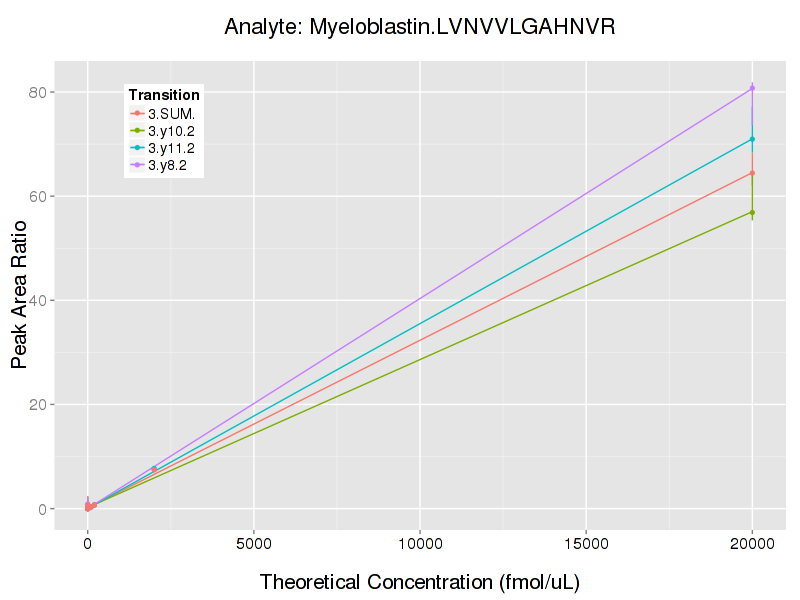 Analyte: Myeloblastin.LVNVVLGAHNVR
Transition
3.SUM.
3.y10.2
3.y11.2
3.y8.2
80
60
40
20
0
Peak Area Ratio
0 5000 10000 15000 20000
Theoretical Concentration (fmol/uL)